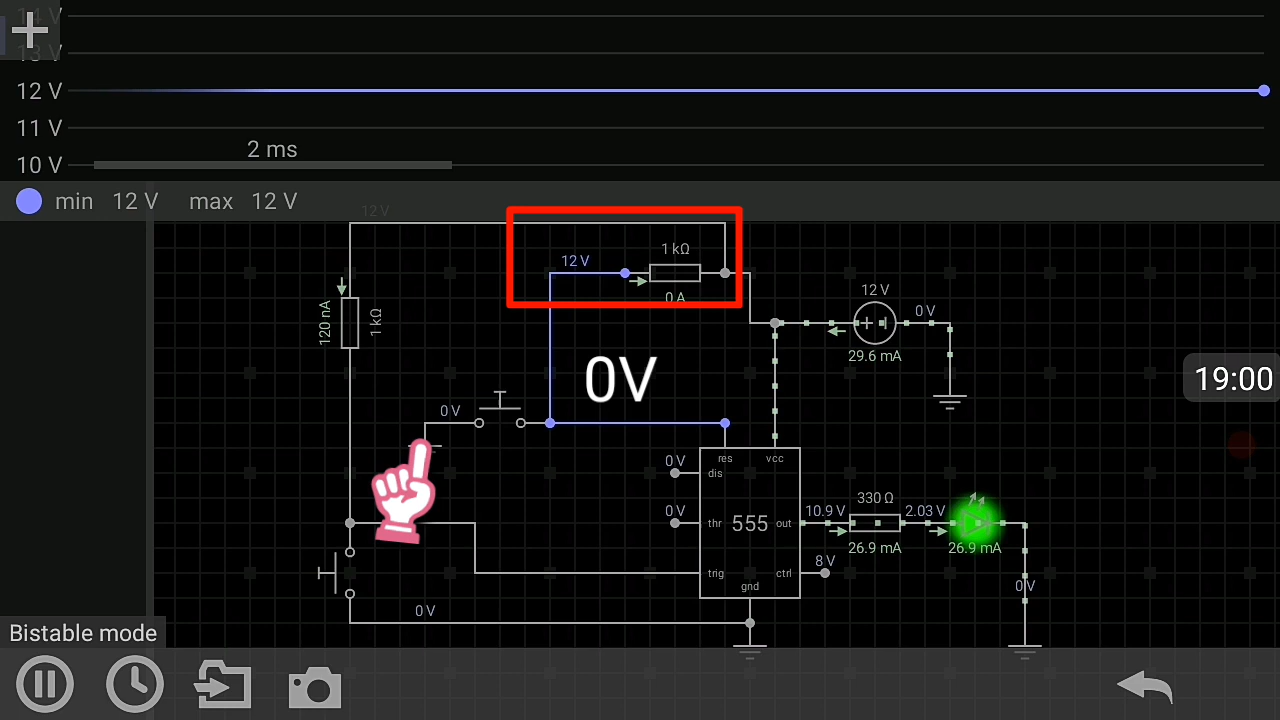 14 V
13 V
12 V
11 V
10 V
2 ms
min 12 V max 12 V
12 V
1 kΩ
12 V
0 A
120 nA
1 kΩ
12 V
0 V
29.6 mA
0V
19:00
0 V
res
vcc
0 V
dis
0 V
thr
555
out
10.9 V
330 Ω
26.9 mA
2.03 V
26.9 mA
trig
ctrl
8 V
gnd
0 V
0 V
Bistable mode